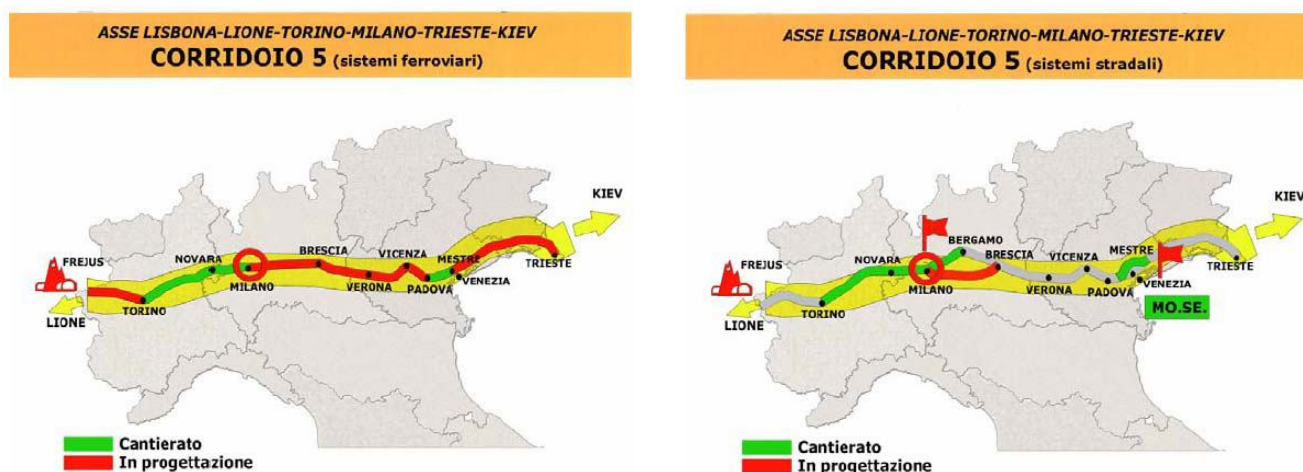 ASSE LISBONA-LIONE-TORINO-MILANO-TRIESTE-KIEV
CORRIDOIO 5 (sistemi ferroviari)
KIEV
BRESCIA
VICENZA
NOVARA
MESTRE
FREJUS
TRIESTE
MILANO
VERONA
PADOVA
VENEZIA
TORINO
LIONE
Cantierato
In progettazione
ASSE LISBONA-LIONE-TORINO-MILANO-TRIESTE-KIEV
CORRIDOIO 5 (sistemi stradali)
KIEV
BERGAMO
BRESCIA
VICENZA
MESTRE
NOVARA
FREJUS
TRIESTE
MILANO
VERONA
PADOVA
VENEZIA
LIONE
TORINO
MO.SE.
Cantierato
In progettazione